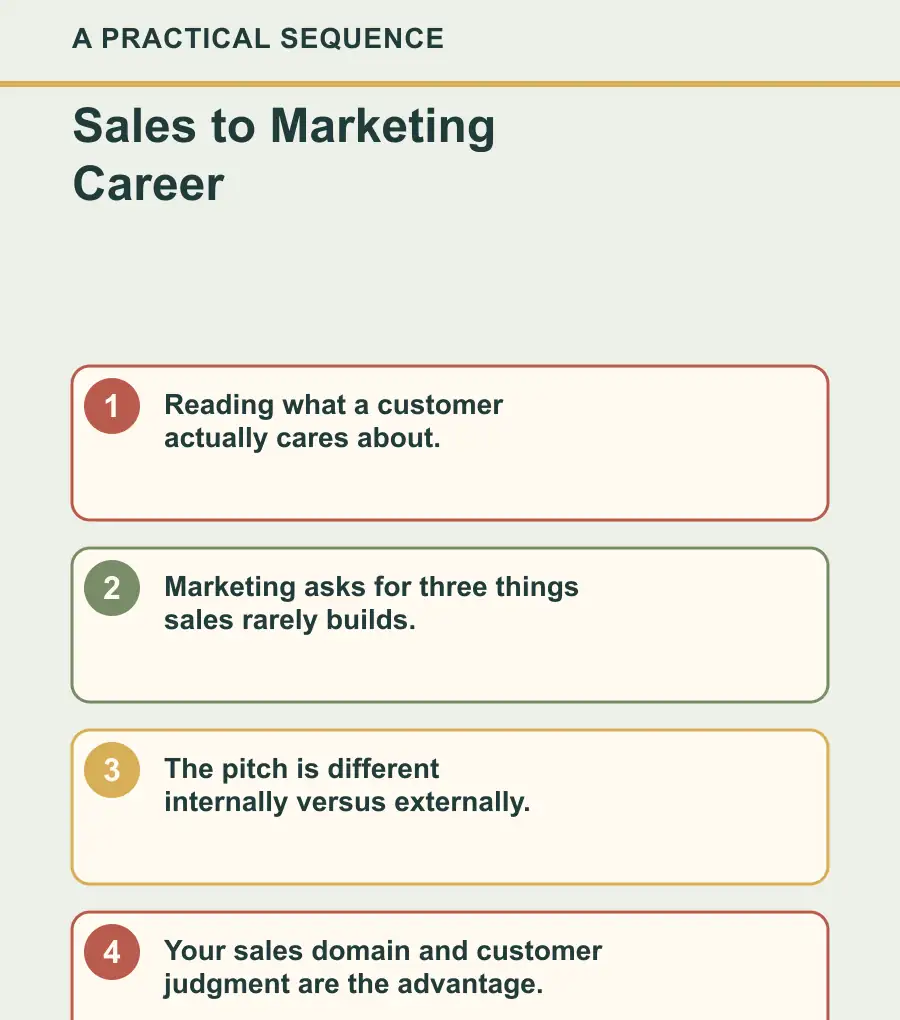 A PRACTICAL SEQUENCE
Sales to Marketing
Career
1
Reading what a customer
actually cares about.
2
Marketing asks for three things
sales rarely builds.
3
The pitch is different
internally versus externally.
4
Your sales domain and customer
judgment are the advantage.